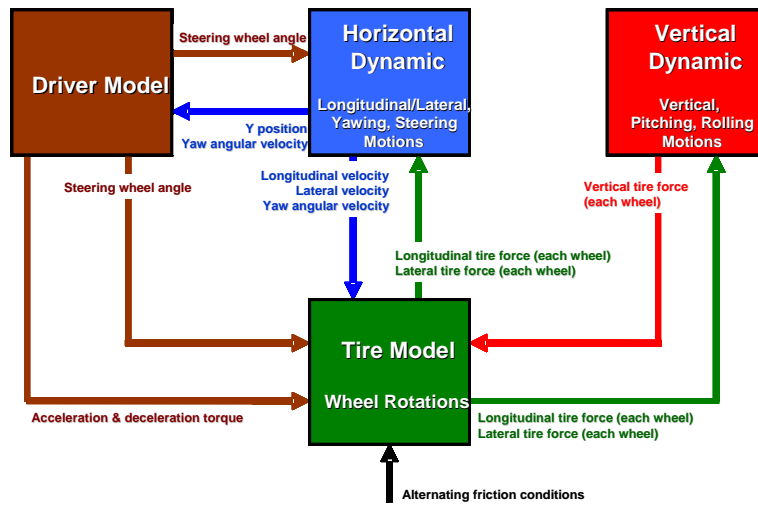 Steering wheel angle
Driver Model
Horizontal
Dynamic
Longitudinal/Lateral,
Yawing, Steering
Motions
Vertical
Dynamic
Vertical,
Pitching, Rolling
Motions
Y position
Yaw angular velocity
Steering wheel angle
Longitudinal velocity
Lateral velocity
Yaw angular velocity
Vertical tire force
(each wheel)
Longitudinal tire force (each wheel)
Lateral tire force (each wheel)
Tire Model
Wheel Rotations
Acceleration & deceleration torque
Longitudinal tire force (each wheel)
Lateral tire force (each wheel)
Alternating friction conditions